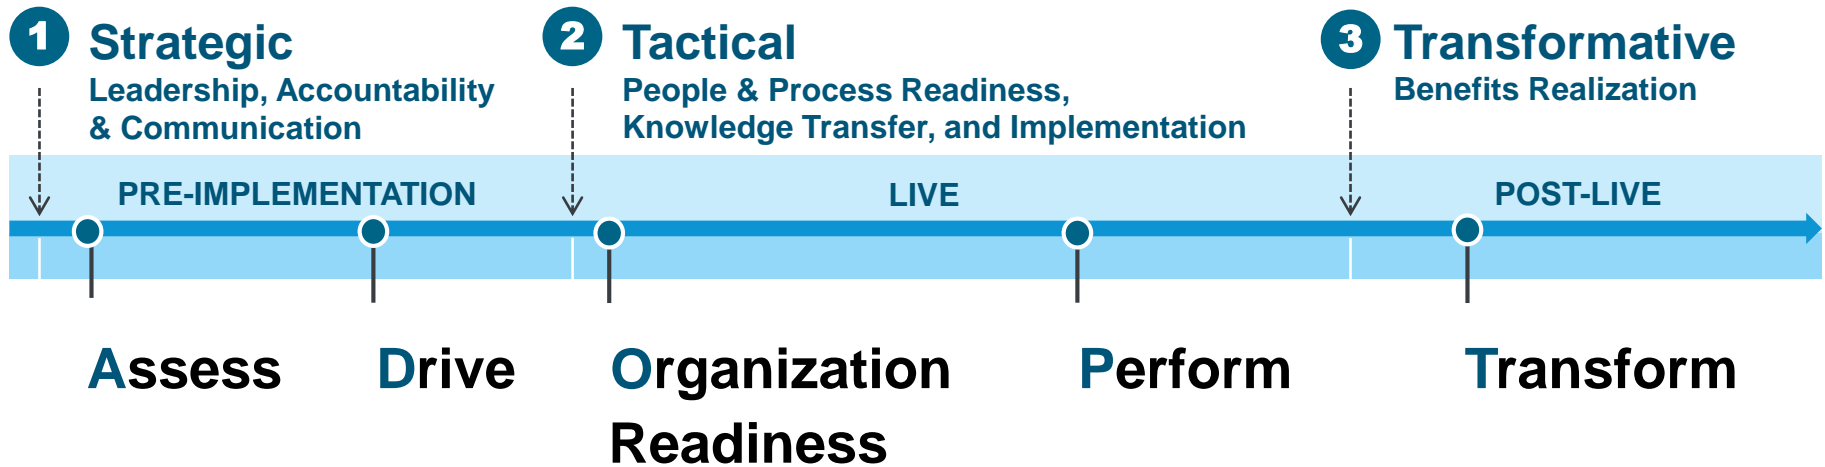 1 Strategic
Leadership, Accountability
& Communication
2 Tactical
People & Process Readiness,
Knowledge Transfer, and Implementation
3 Transformative
Benefits Realization
PRE-IMPLEMENTATION
LIVE
POST-LIVE
Assess
Drive
Organization
Readiness
Perform
Transform